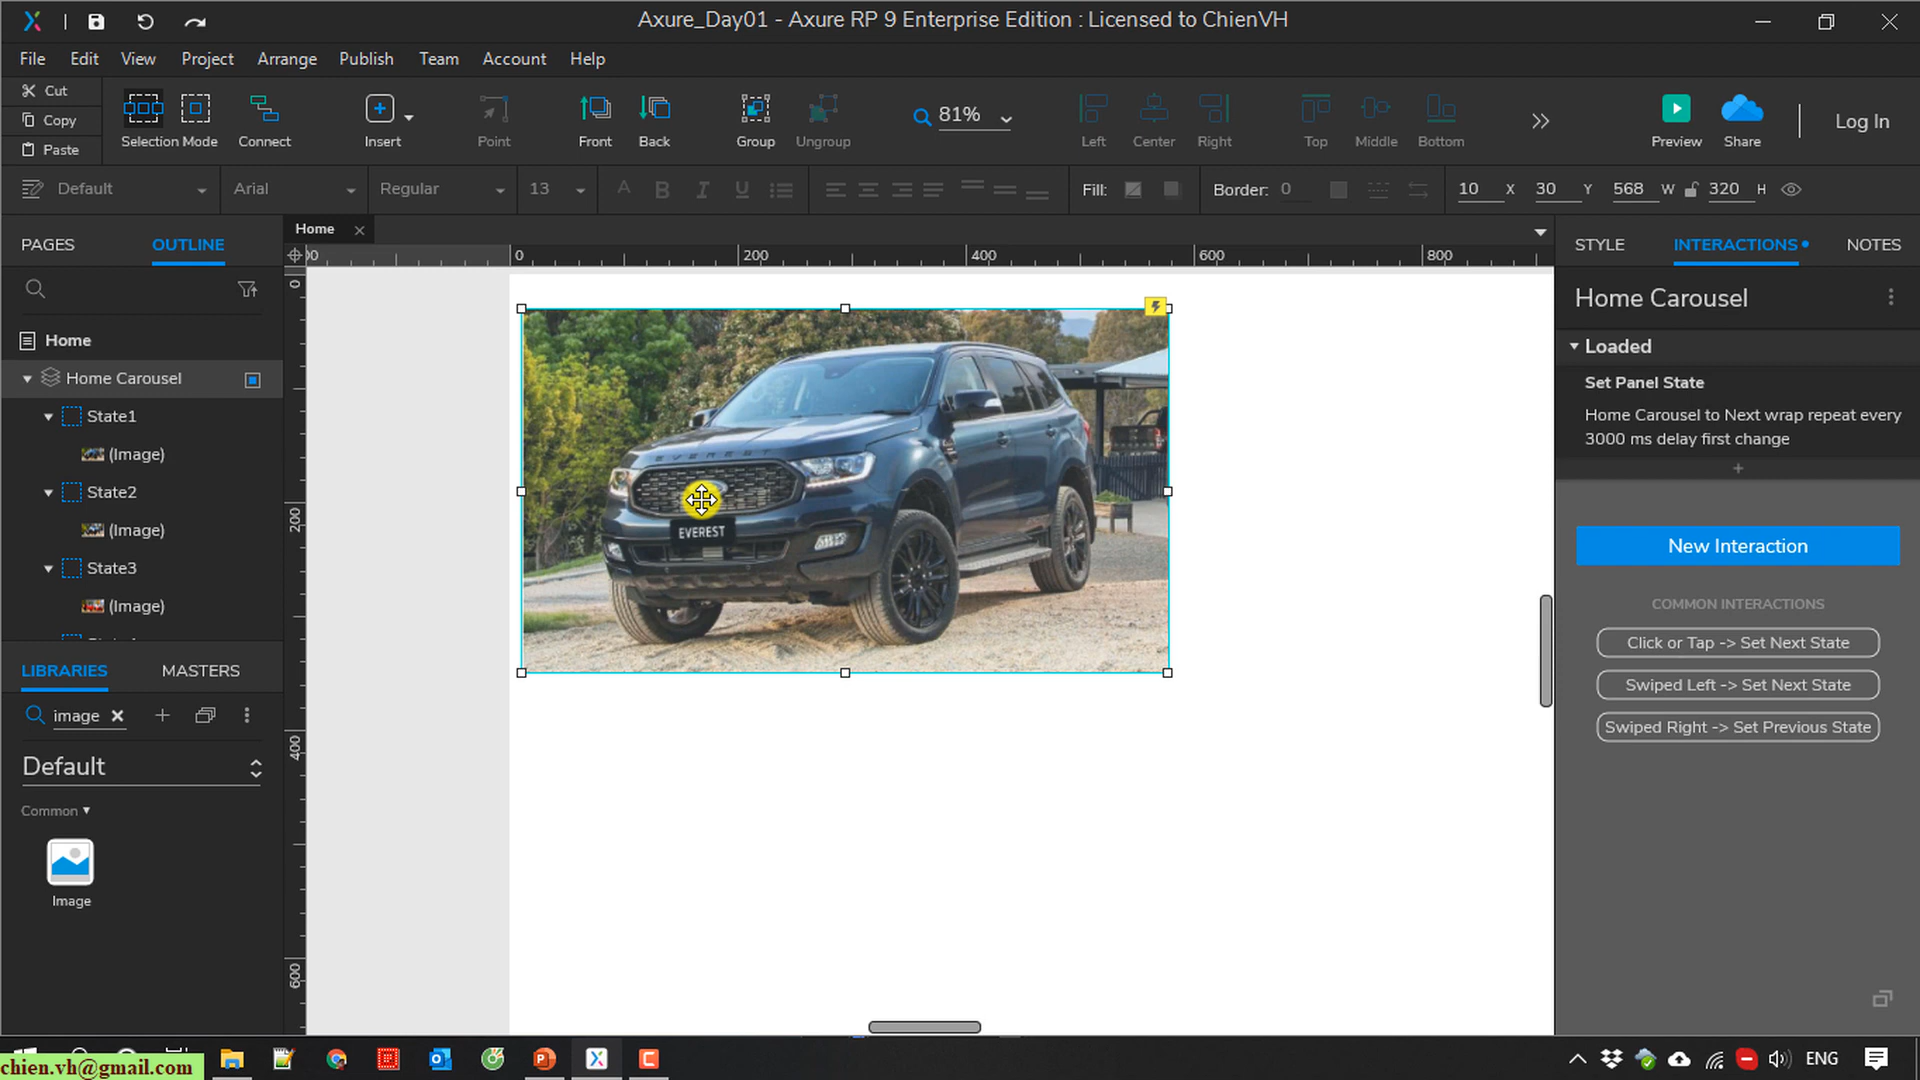 Axure_Day01 - Axure RP 9 Enterprise Edition : Licensed to ChienVH
File Edit View Project Arrange Publish Team Account Help
Cut
Copy
Paste
Selection Mode Connect Insert Point Front Back Group Ungroup
81%
Left Center Right Top Middle Bottom
Preview Share Log In
Default Arial Regular 13 Fill: Border: 0 10 X 30 Y 568 W 320 H
PAGES OUTLINE
Home
Home Carousel
State1
(Image)
State2
(Image)
State3
(Image)
LIBRARIES MASTERS
image
Default
Common
Image
Home
0 200 400 600 800
0
200
400
600
EVEREST
EVEREST
STYLE INTERACTIONS NOTES
Home Carousel
Loaded
Set Panel State
Home Carousel to Next wrap repeat every
3000 ms delay first change
New Interaction
COMMON INTERACTIONS
Click or Tap -> Set Next State
Swiped Left -> Set Next State
Swiped Right -> Set Previous State
chien.vh@gmail.com
ENG